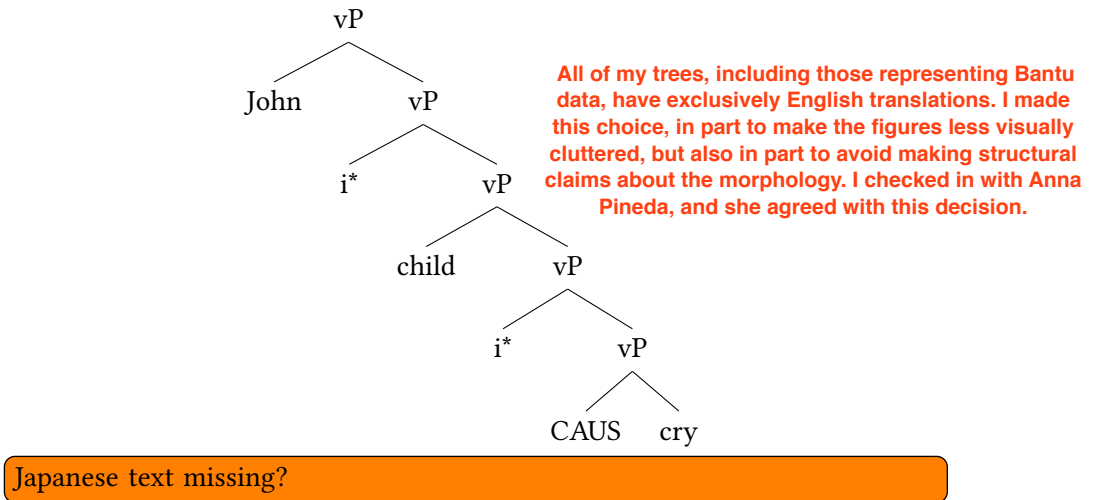 vP
John vP
All of my trees, including those representing Bantu
data, have exclusively English translations. I made
this choice, in part to make the figures less visually
cluttered, but also in part to avoid making structural
claims about the morphology. I checked in with Anna
Pineda, and she agreed with this decision.
i* vP
child vP
i* vP
CAUS cry
Japanese text missing?